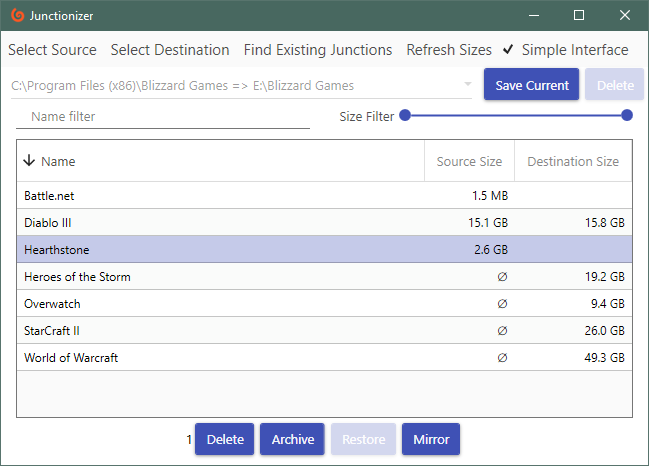 Junctionizer
Select Source Select Destination Find Existing Junctions Refresh Sizes ✓ Simple Interface
C:\Program Files (x86)\Blizzard Games => E:\Blizzard Games Save Current Delete
Name filter Size Filter
Name Source Size Destination Size
Battle.net 1.5 MB
Diablo III 15.1 GB 15.8 GB
Hearthstone 2.6 GB
Heroes of the Storm ∅ 19.2 GB
Overwatch ∅ 9.4 GB
StarCraft II ∅ 26.0 GB
World of Warcraft ∅ 49.3 GB
1 Delete Archive Restore Mirror